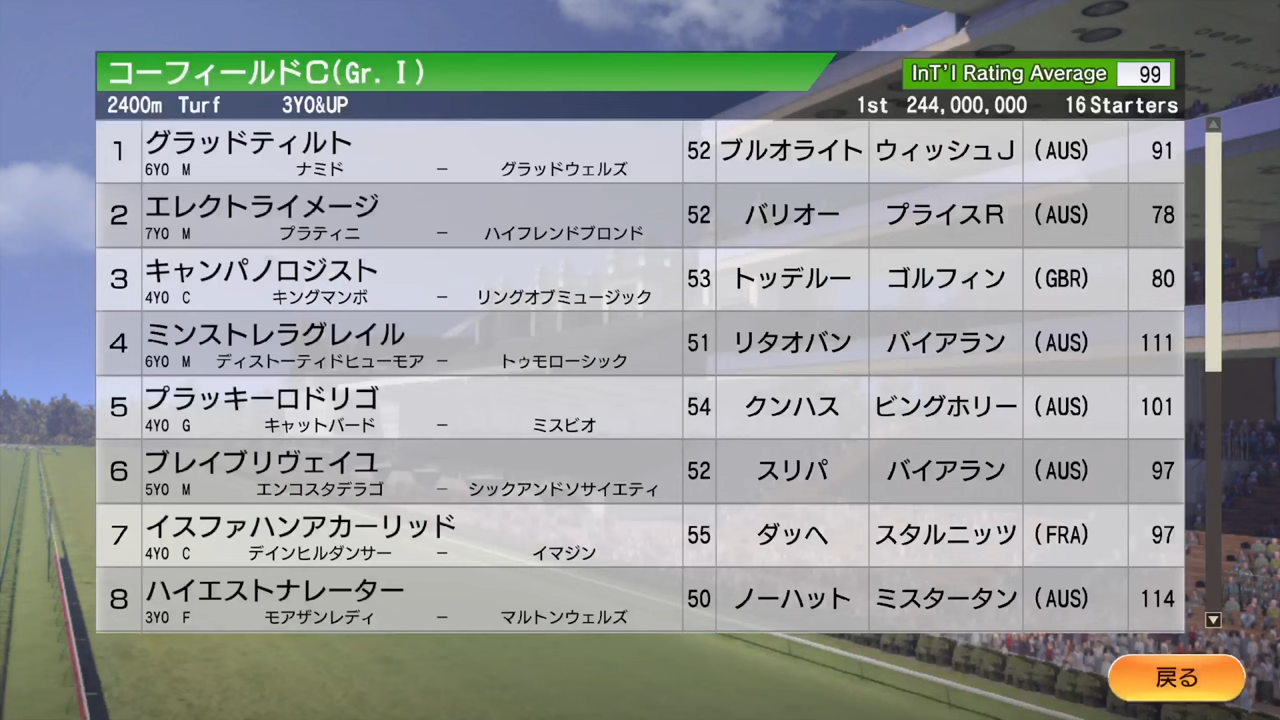 コーフィールドC(Gr. I) InT'l Rating Average 99
2400m Turf 3YO&UP 1st 244,000,000 16Starters
1 グラッドティルト 52 ブルオライト ウィッシュJ (AUS) 91
6YO M ナミド − グラッドウェルズ
2 エレクトライメージ 52 バリオー プライスR (AUS) 78
7YO M プラティニ − ハイフレンドブロンド
3 キャンパノロジスト 53 トッデルー ゴルフィン (GBR) 80
4YO C キングマンボ − リングオブミュージック
4 ミンストレラグレイル 51 リタオバン バイアラン (AUS) 111
6YO M ディストーティドヒューモア − トゥモローシック
5 プラッキーロドリゴ 54 クンハス ビングホリー (AUS) 101
4YO G キャットバード − ミスビオ
6 ブレイブリヴェイユ 52 スリパ バイアラン (AUS) 97
5YO M エンコスタデラゴ − シックアンドソサイエティ
7 イスファハンアカーリッド 55 ダッヘ スタルニッツ (FRA) 97
4YO C デインヒルダンサー − イマジン
8 ハイエストナレーター 50 ノーハット ミスタータン (AUS) 114
3YO F モアザンレディ − マルトンウェルズ
戻る